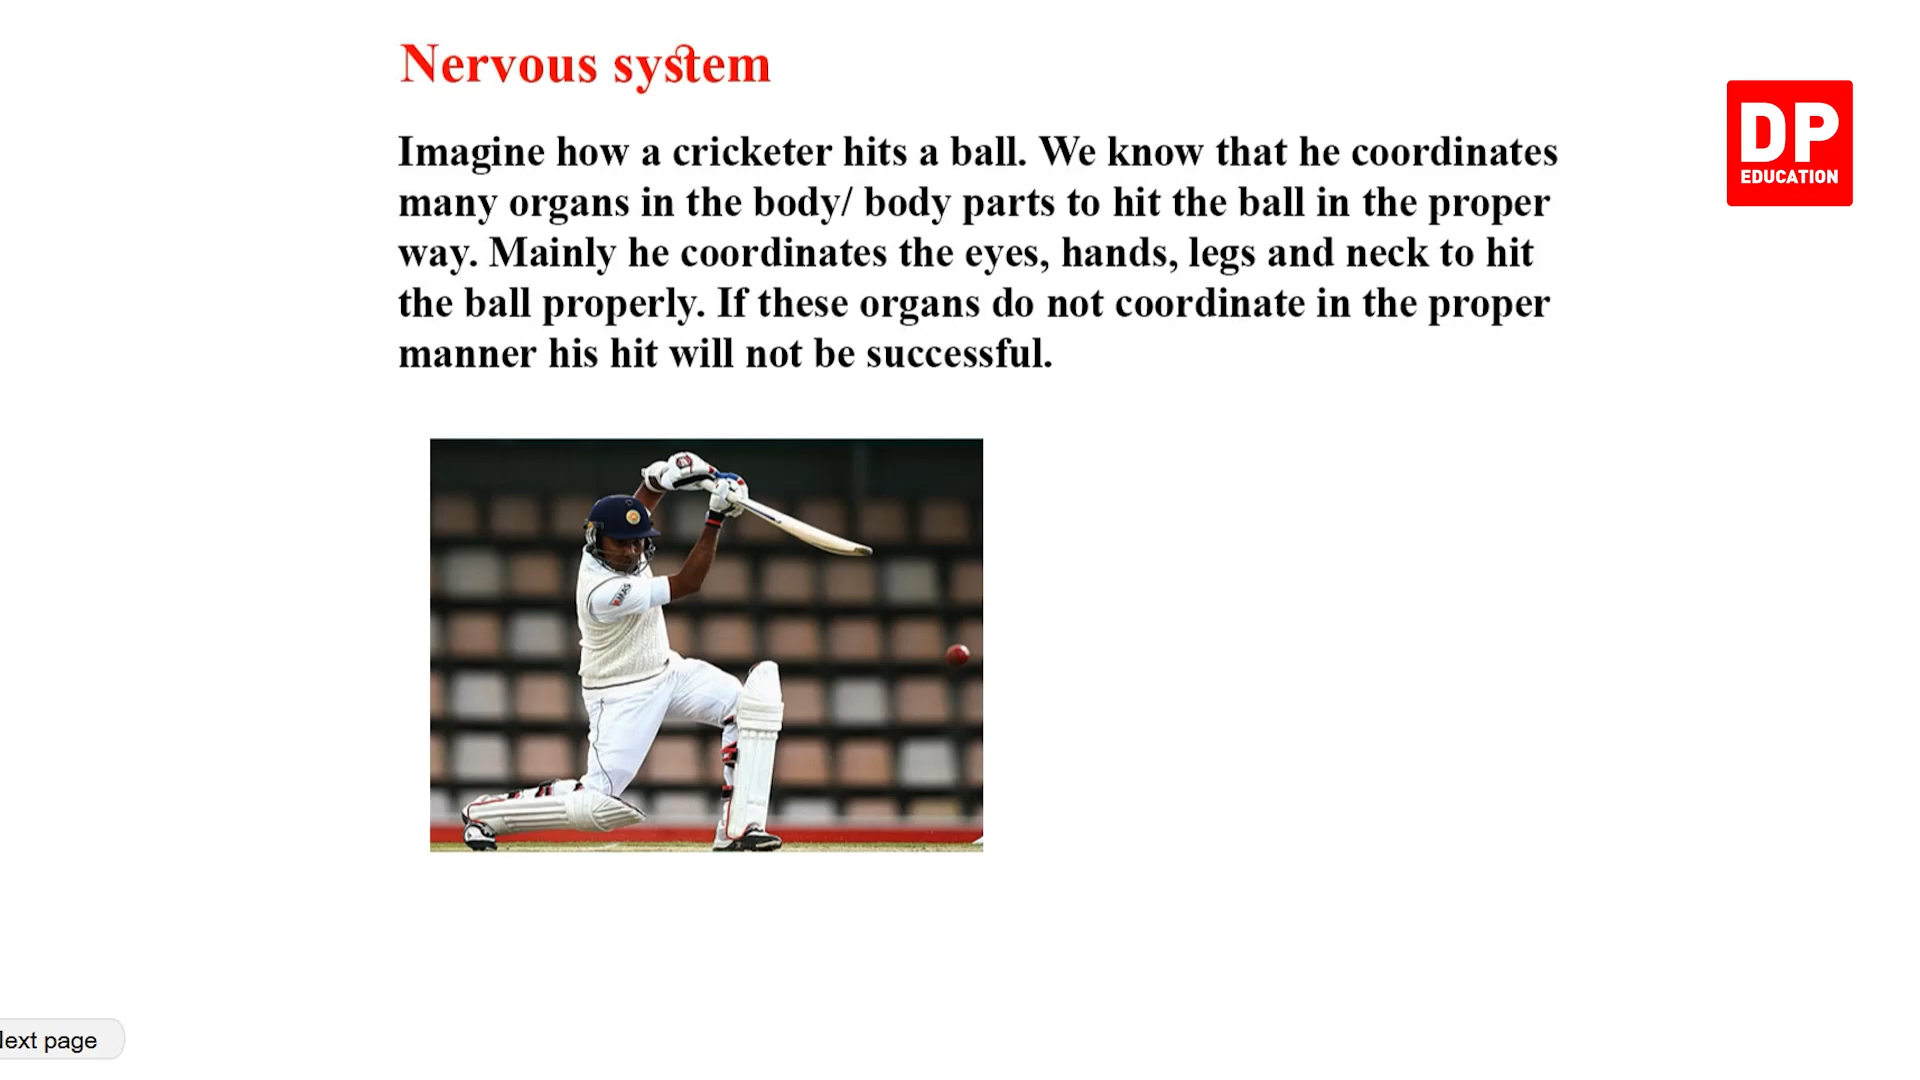 Nervous system
DP
EDUCATION
Imagine how a cricketer hits a ball. We know that he coordinates
many organs in the body/ body parts to hit the ball in the proper
way. Mainly he coordinates the eyes, hands, legs and neck to hit
the ball properly. If these organs do not coordinate in the proper
manner his hit will not be successful.
MAS
Next page